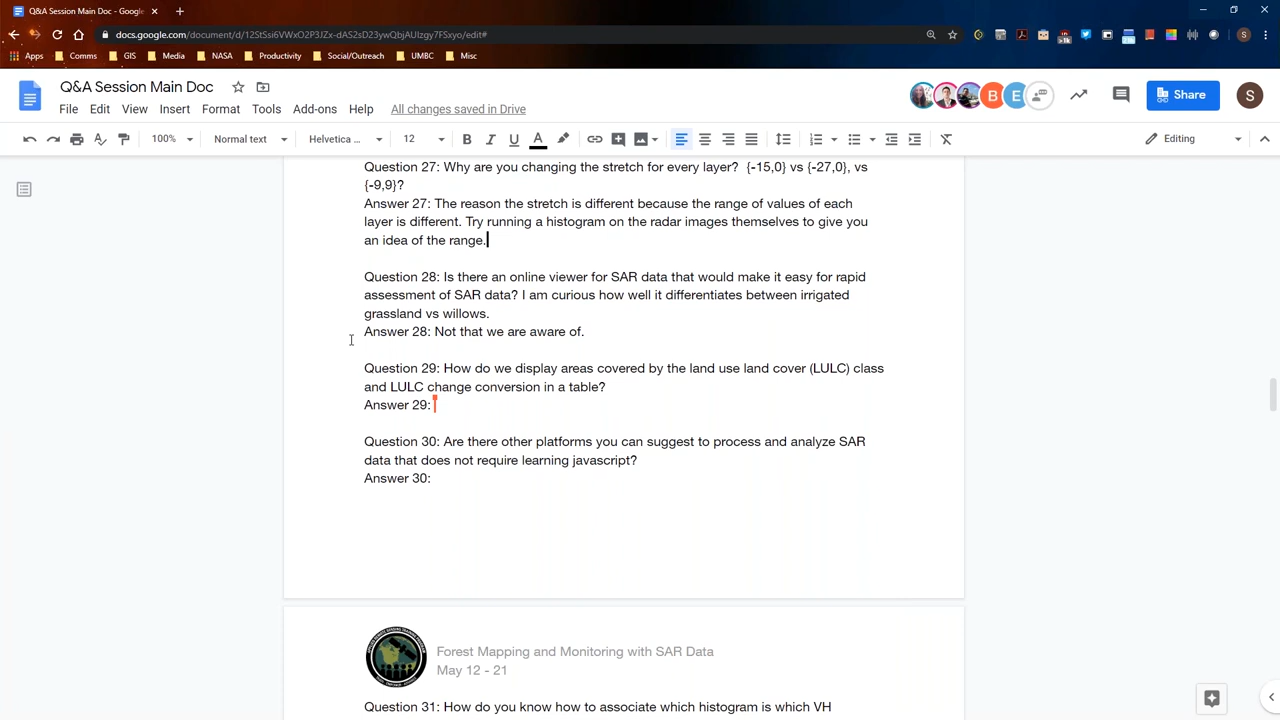 Q&A Session Main Doc - Google
docs.google.com/document/d/12StSsi6VWxO2P3JZx-dAS2sD23ywQbjAUIzgy7FSxyo/edit#
Apps Comms GIS Media NASA Productivity Social/Outreach UMBC Misc
Q&A Session Main Doc
File Edit View Insert Format Tools Add-ons Help All changes saved in Drive
B E Share S
100% Normal text Helvetica ... 12 B I U A Editing
Question 27: Why are you changing the stretch for every layer? {-15,0} vs {-27,0}, vs
{-9,9}?
Answer 27: The reason the stretch is different because the range of values of each
layer is different. Try running a histogram on the radar images themselves to give you
an idea of the range.
Question 28: Is there an online viewer for SAR data that would make it easy for rapid
assessment of SAR data? I am curious how well it differentiates between irrigated
grassland vs willows.
Answer 28: Not that we are aware of.
Question 29: How do we display areas covered by the land use land cover (LULC) class
and LULC change conversion in a table?
Answer 29:
Question 30: Are there other platforms you can suggest to process and analyze SAR
data that does not require learning javascript?
Answer 30:
Forest Mapping and Monitoring with SAR Data
May 12 - 21
Question 31: How do you know how to associate which histogram is which VH